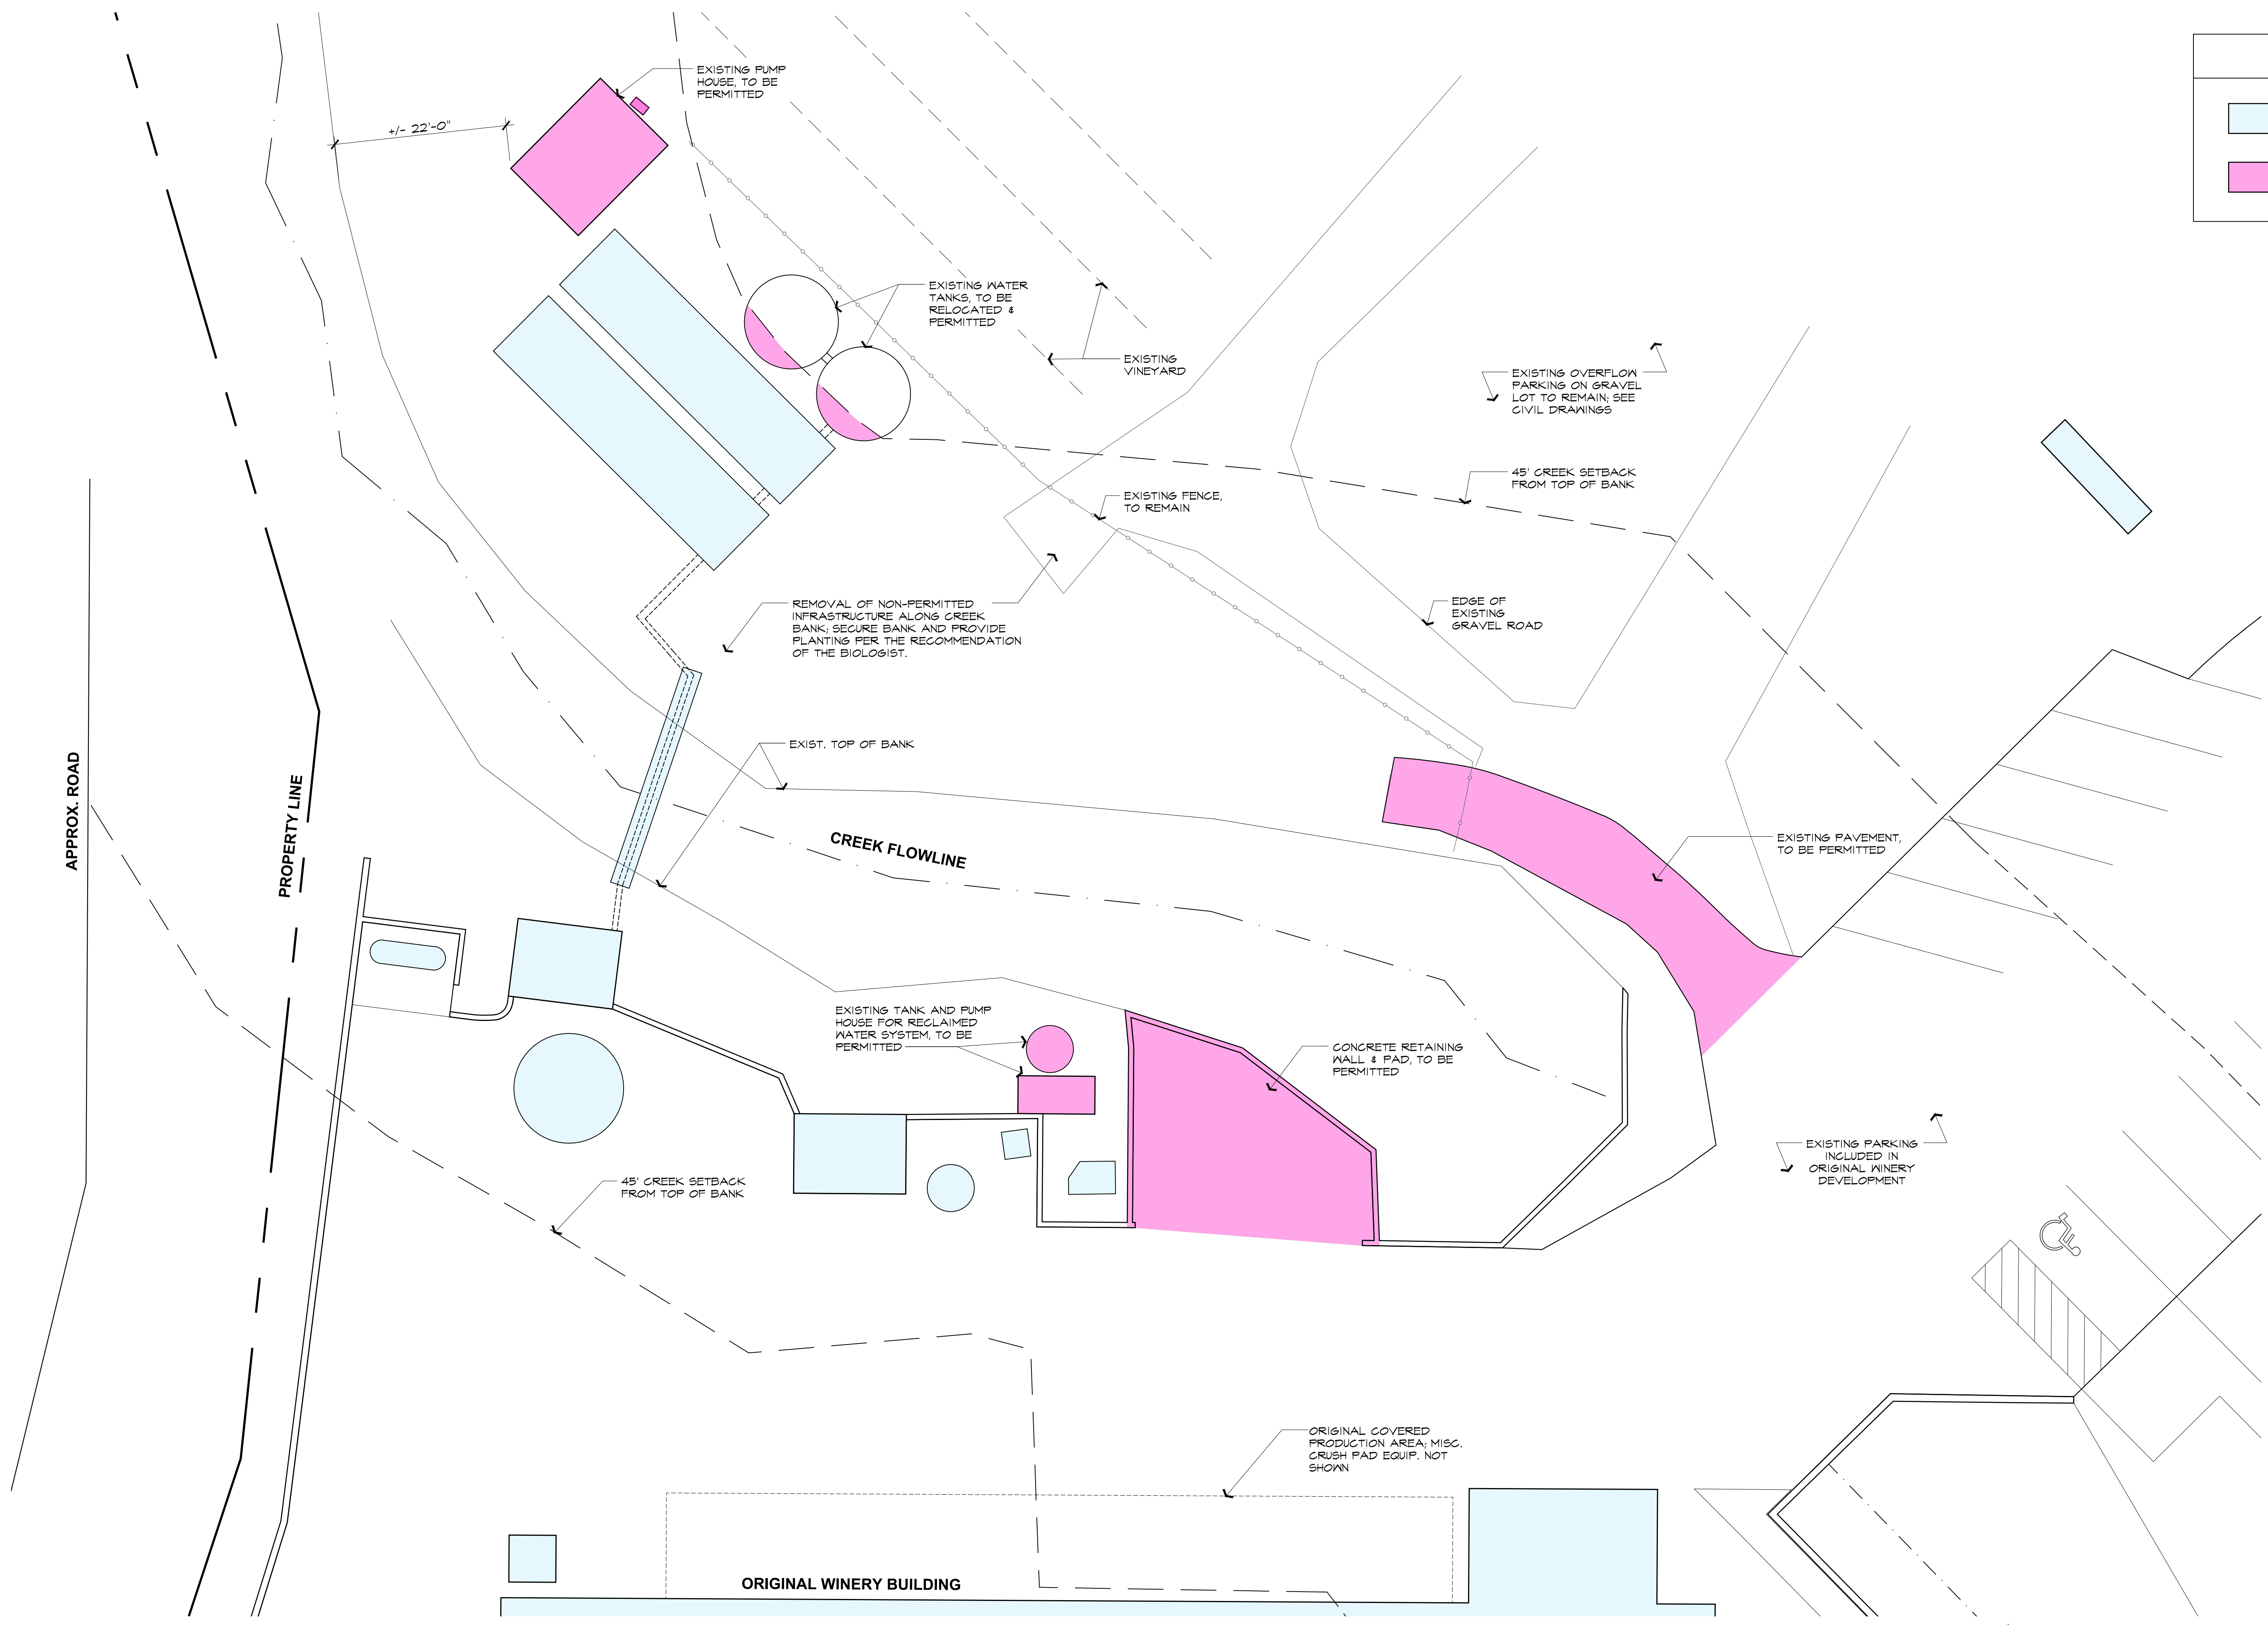 EXISTING PUMP
HOUSE, TO BE
PERMITTED
+/- 22'-0"
EXISTING WATER
TANKS, TO BE
RELOCATED &
PERMITTED
EXISTING
VINEYARD
EXISTING OVERFLOW
PARKING ON GRAVEL
LOT TO REMAIN; SEE
CIVIL DRAWINGS
45' CREEK SETBACK
FROM TOP OF BANK
EXISTING FENCE,
TO REMAIN
REMOVAL OF NON-PERMITTED
INFRASTRUCTURE ALONG CREEK
BANK; SECURE BANK AND PROVIDE
PLANTING PER THE RECOMMENDATION
OF THE BIOLOGIST.
EDGE OF
EXISTING
GRAVEL ROAD
EXIST. TOP OF BANK
APPROX. ROAD
PROPERTY LINE
CREEK FLOWLINE
EXISTING PAVEMENT,
TO BE PERMITTED
EXISTING TANK AND PUMP
HOUSE FOR RECLAIMED
WATER SYSTEM, TO BE
PERMITTED
CONCRETE RETAINING
WALL & PAD, TO BE
PERMITTED
EXISTING PARKING
INCLUDED IN
ORIGINAL WINERY
DEVELOPMENT
45' CREEK SETBACK
FROM TOP OF BANK
ORIGINAL COVERED
PRODUCTION AREA; MISC.
CRUSH PAD EQUIP. NOT
SHOWN
ORIGINAL WINERY BUILDING